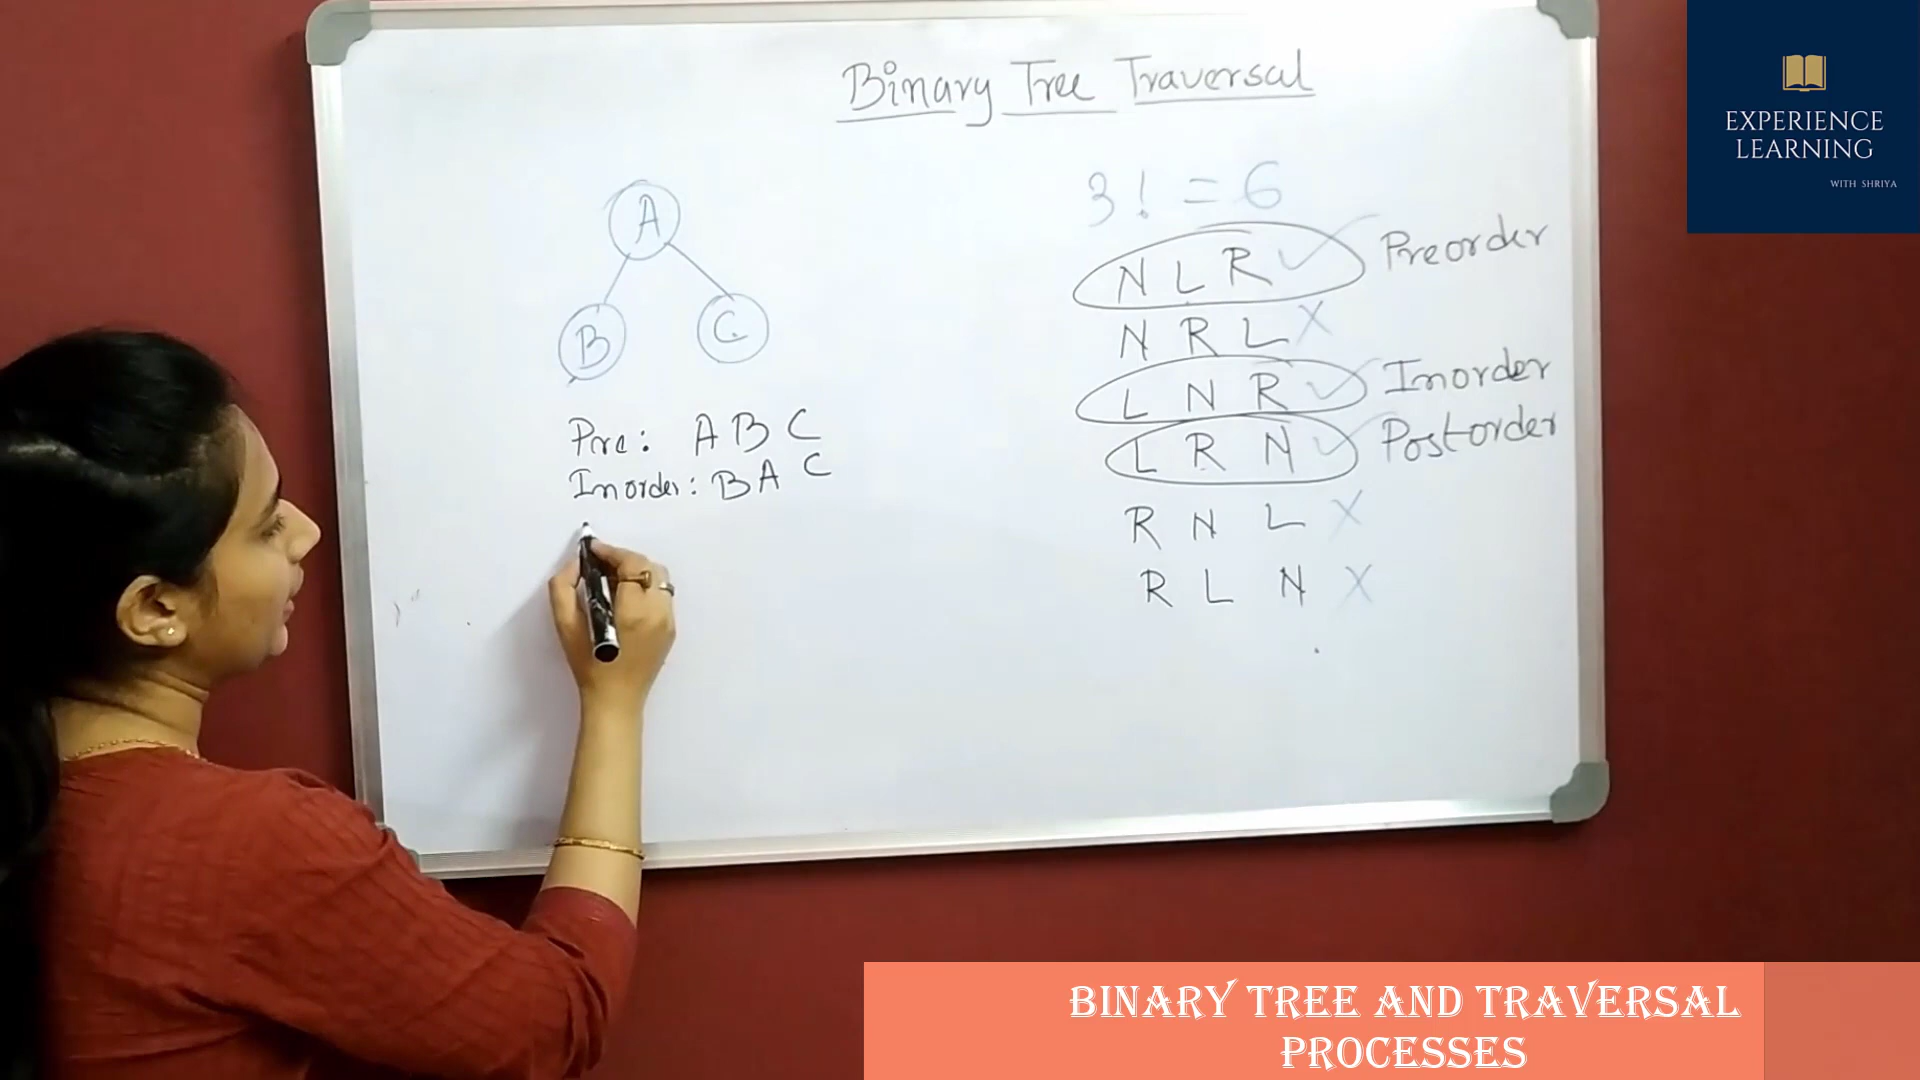 Binary Tree Traversal
A
B
C
Pre: A B C
Inorder: B A C
3! = 6
N L R ✓ Preorder
N R L X
L N R ✓ Inorder
L R N ✓ Postorder
R N L X
R L N X
EXPERIENCE
LEARNING
WITH SHRIYA
BINARY TREE AND TRAVERSAL
PROCESSES